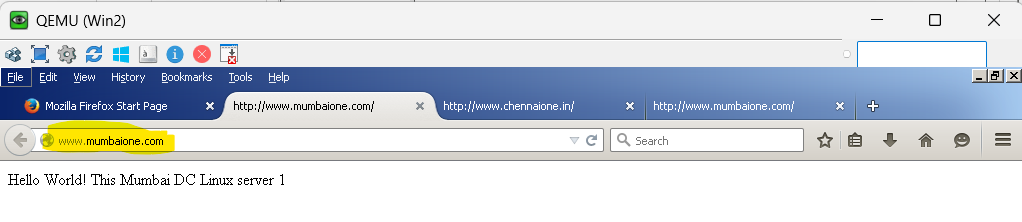 QEMU (Win2)
File Edit View History Bookmarks Tools Help
Mozilla Firefox Start Page http://www.mumbaione.com/ http://www.chennaione.in/ http://www.mumbaione.com/
www.mumbaione.com Search
Hello World! This Mumbai DC Linux server 1